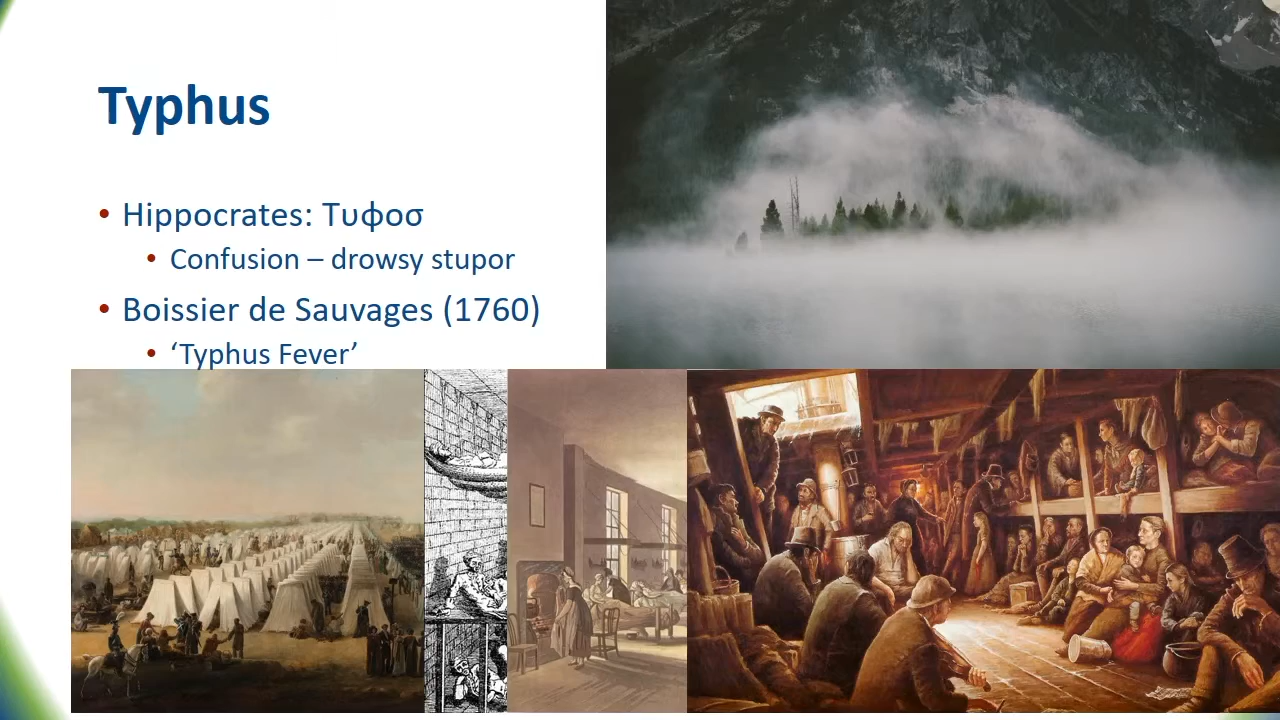 Typhus
• Hippocrates: Τυφοσ
• Confusion – drowsy stupor
• Boissier de Sauvages (1760)
• ‘Typhus Fever’